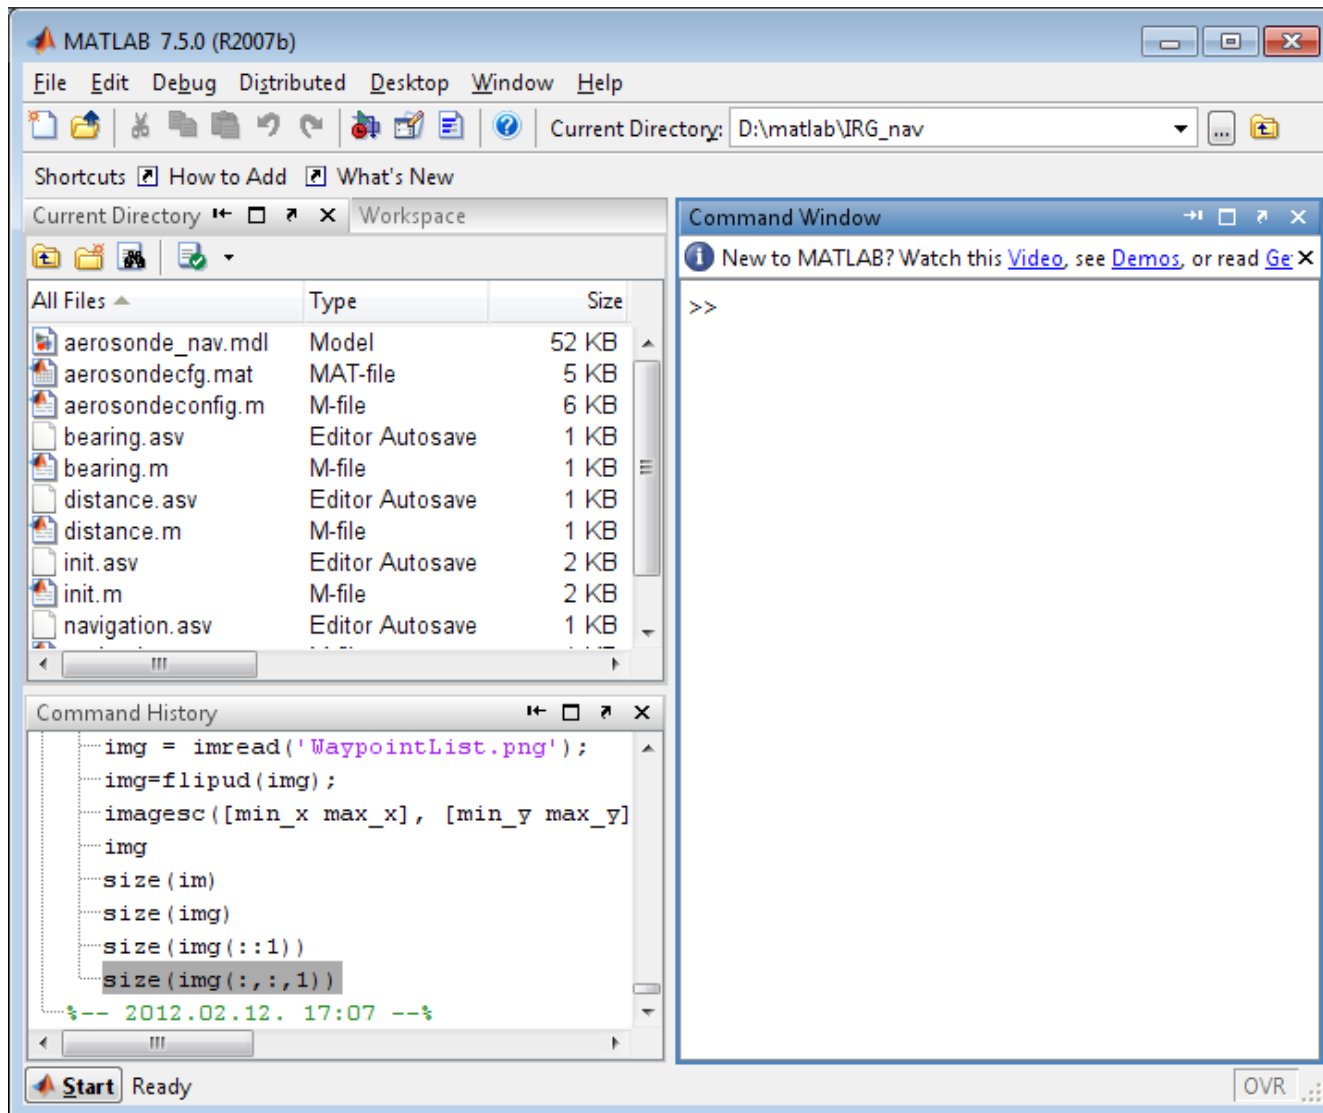 MATLAB 7.5.0 (R2007b)
File Edit Debug Distributed Desktop Window Help
Current Directory: D:\matlab\IRG_nav ...
Shortcuts How to Add What's New
Current Directory Workspace
All Files Type Size
aerosonde_nav.mdl Model 52 KB
aerosondecfg.mat MAT-file 5 KB
aerosondeconfig.m M-file 6 KB
bearing.asv Editor Autosave 1 KB
bearing.m M-file 1 KB
distance.asv Editor Autosave 1 KB
distance.m M-file 1 KB
init.asv Editor Autosave 2 KB
init.m M-file 2 KB
navigation.asv Editor Autosave 1 KB
Command History
img = imread('WaypointList.png');
img=flipud(img);
imagesc([min_x max_x], [min_y max_y]
img
size(im)
size(img)
size(img(::1))
size(img(:,:,1))
%-- 2012.02.12. 17:07 --%
Command Window
New to MATLAB? Watch this Video, see Demos, or read Ge
>>
Start Ready
OVR